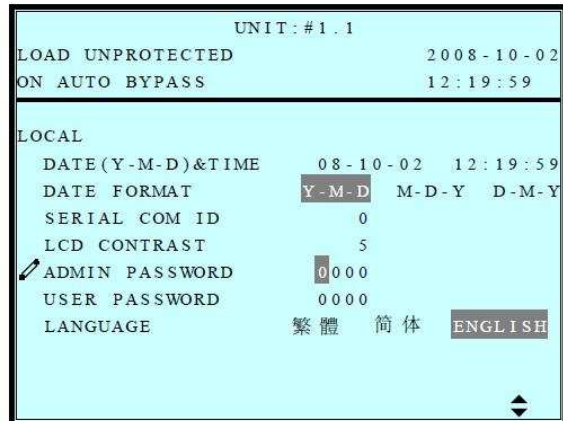 UNIT:#1.1
LOAD UNPROTECTED 2008-10-02
ON AUTO BYPASS 12:19:59
LOCAL
DATE(Y-M-D)&TIME 08-10-02 12:19:59
DATE FORMAT Y-M-D M-D-Y D-M-Y
SERIAL COM ID 0
LCD CONTRAST 5
ADMIN PASSWORD 0000
USER PASSWORD 0000
LANGUAGE 繁體 简体 ENGLISH